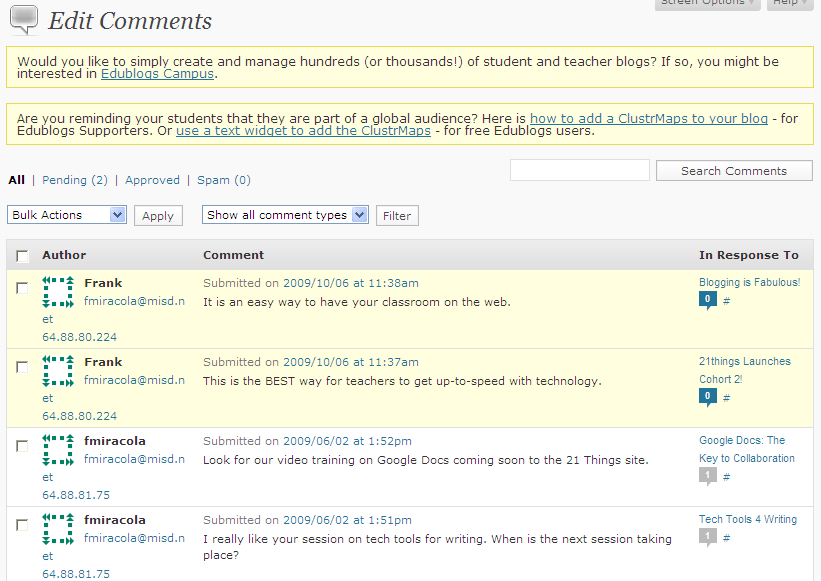 Screen Options Help
Edit Comments
Would you like to simply create and manage hundreds (or thousands!) of student and teacher blogs? If so, you might be
interested in Edublogs Campus.
Are you reminding your students that they are part of a global audience? Here is how to add a ClustrMaps to your blog - for
Edublogs Supporters. Or use a text widget to add the ClustrMaps - for free Edublogs users.
All | Pending (2) | Approved | Spam (0)
Search Comments
Bulk Actions Apply Show all comment types Filter
Author Comment In Response To
Frank
fmiracola@misd.n
et
64.88.80.224
Submitted on 2009/10/06 at 11:38am
It is an easy way to have your classroom on the web.
Blogging is Fabulous!
0 #
Frank
fmiracola@misd.n
et
64.88.80.224
Submitted on 2009/10/06 at 11:37am
This is the BEST way for teachers to get up-to-speed with technology.
21things Launches
Cohort 2!
0 #
fmiracola
fmiracola@misd.n
et
64.88.81.75
Submitted on 2009/06/02 at 1:52pm
Look for our video training on Google Docs coming soon to the 21 Things site.
Google Docs: The
Key to Collaboration
1 #
fmiracola
fmiracola@misd.n
et
64.88.81.75
Submitted on 2009/06/02 at 1:51pm
I really like your session on tech tools for writing. When is the next session taking
place?
Tech Tools 4 Writing
1 #